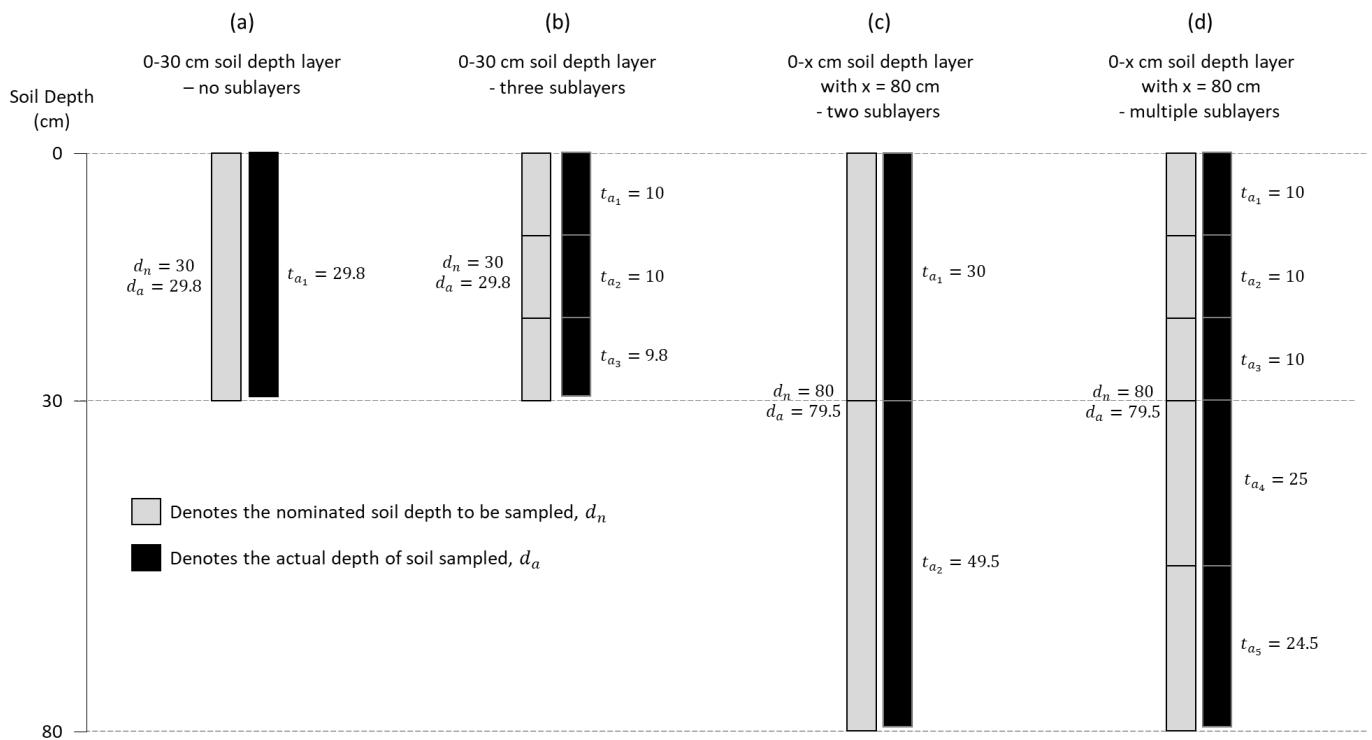 (a)
0-30 cm soil depth layer
– no sublayers
(b)
0-30 cm soil depth layer
- three sublayers
(c)
0-x cm soil depth layer
with x = 80 cm
- two sublayers
(d)
0-x cm soil depth layer
with x = 80 cm
- multiple sublayers
Soil Depth
(cm)
0
30
80
d_n = 30
d_a = 29.8
t_{a_1} = 29.8
d_n = 30
d_a = 29.8
t_{a_1} = 10
t_{a_2} = 10
t_{a_3} = 9.8
d_n = 80
d_a = 79.5
t_{a_1} = 30
t_{a_2} = 49.5
d_n = 80
d_a = 79.5
t_{a_1} = 10
t_{a_2} = 10
t_{a_3} = 10
t_{a_4} = 25
t_{a_5} = 24.5
Denotes the nominated soil depth to be sampled, d_n
Denotes the actual depth of soil sampled, d_a